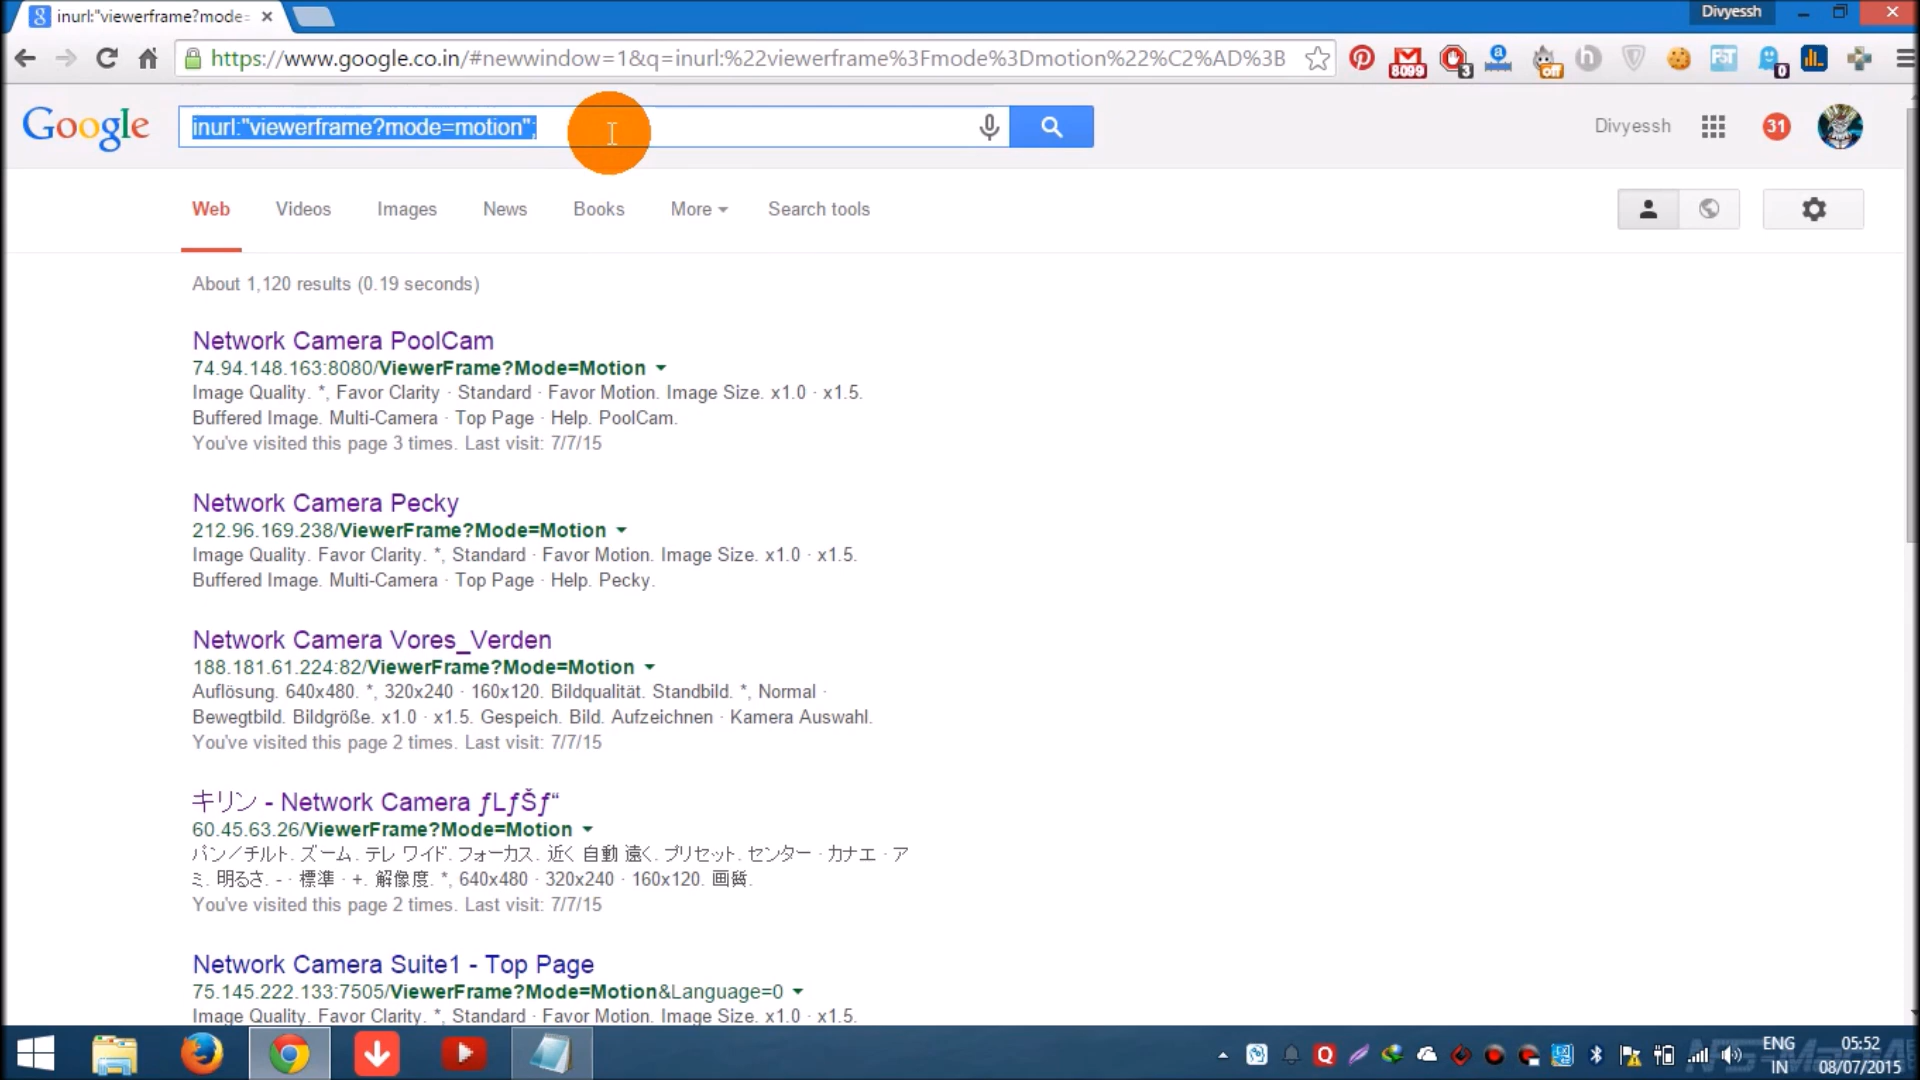 inurl:"viewerframe?mode=
Divyessh
https://www.google.co.in/#newwindow=1&q=inurl:%22viewerframe%3Fmode%3Dmotion%22%C2%AD%3B
8099
3
off
0
Google
inurl:"viewerframe?mode=motion";
Divyessh
31
Web
Videos
Images
News
Books
More
Search tools
About 1,120 results (0.19 seconds)
Network Camera PoolCam
74.94.148.163:8080/ViewerFrame?Mode=Motion
Image Quality. *, Favor Clarity · Standard · Favor Motion. Image Size. x1.0 · x1.5.
Buffered Image. Multi-Camera · Top Page · Help. PoolCam.
You've visited this page 3 times. Last visit: 7/7/15
Network Camera Pecky
212.96.169.238/ViewerFrame?Mode=Motion
Image Quality. Favor Clarity. *, Standard · Favor Motion. Image Size. x1.0 · x1.5.
Buffered Image. Multi-Camera · Top Page · Help. Pecky.
Network Camera Vores_Verden
188.181.61.224:82/ViewerFrame?Mode=Motion
Auflösung. 640x480. *, 320x240 · 160x120. Bildqualität. Standbild. *, Normal ·
Bewegtbild. Bildgröße. x1.0 · x1.5. Gespeich. Bild. Aufzeichnen · Kamera Auswahl.
You've visited this page 2 times. Last visit: 7/7/15
キリン - Network Camera ƒLƒŠƒ“
60.45.63.26/ViewerFrame?Mode=Motion
パン／チルト. ズーム. テレ ワイド. フォーカス. 近く 自動 遠く. プリセット. センター · カナエ · ア
ミ. 明るさ. - · 標準 · +. 解像度. *, 640x480 · 320x240 · 160x120. 画質.
You've visited this page 2 times. Last visit: 7/7/15
Network Camera Suite1 - Top Page
75.145.222.133:7505/ViewerFrame?Mode=Motion&Language=0
Image Quality. Favor Clarity. *, Standard · Favor Motion. Image Size. x1.0 · x1.5.
ENG
IN
05:52
08/07/2015